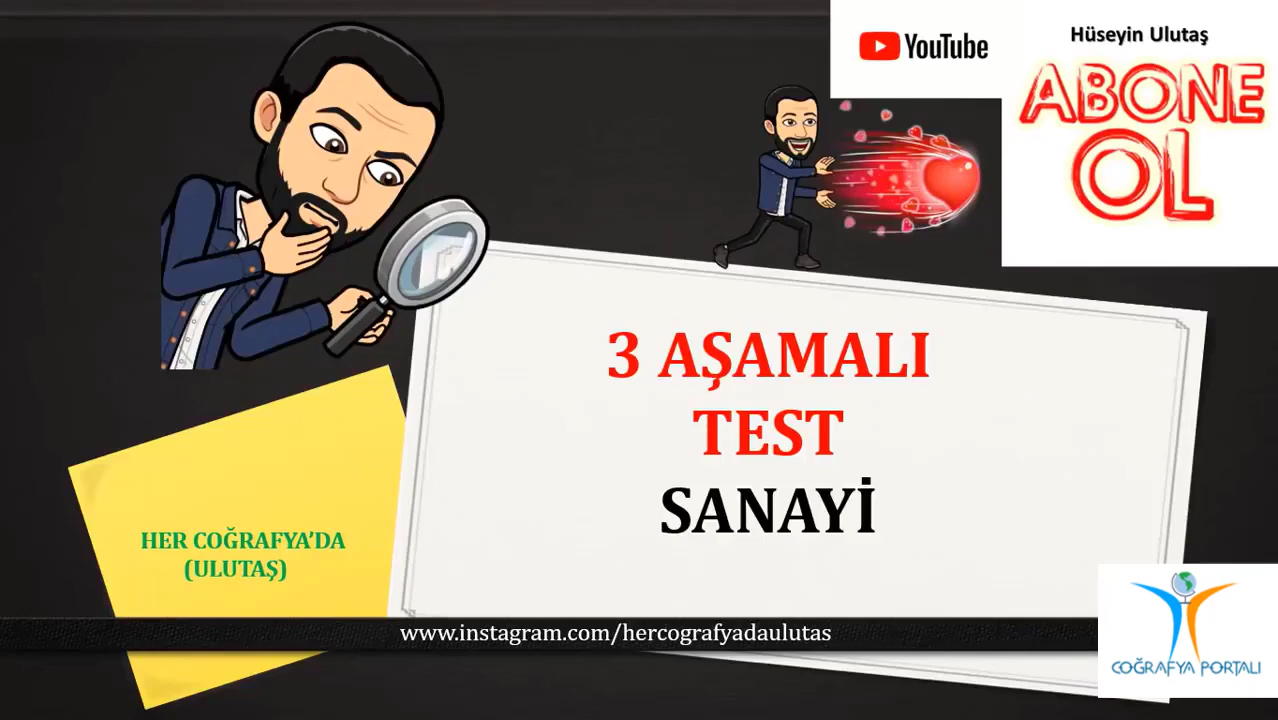 YouTube
Hüseyin Ulutaş
ABONE
OL
3 AŞAMALI
TEST
SANAYİ
HER COĞRAFYA’DA
(ULUTAŞ)
www.instagram.com/hercografyadaulutas
COĞRAFYA PORTALI